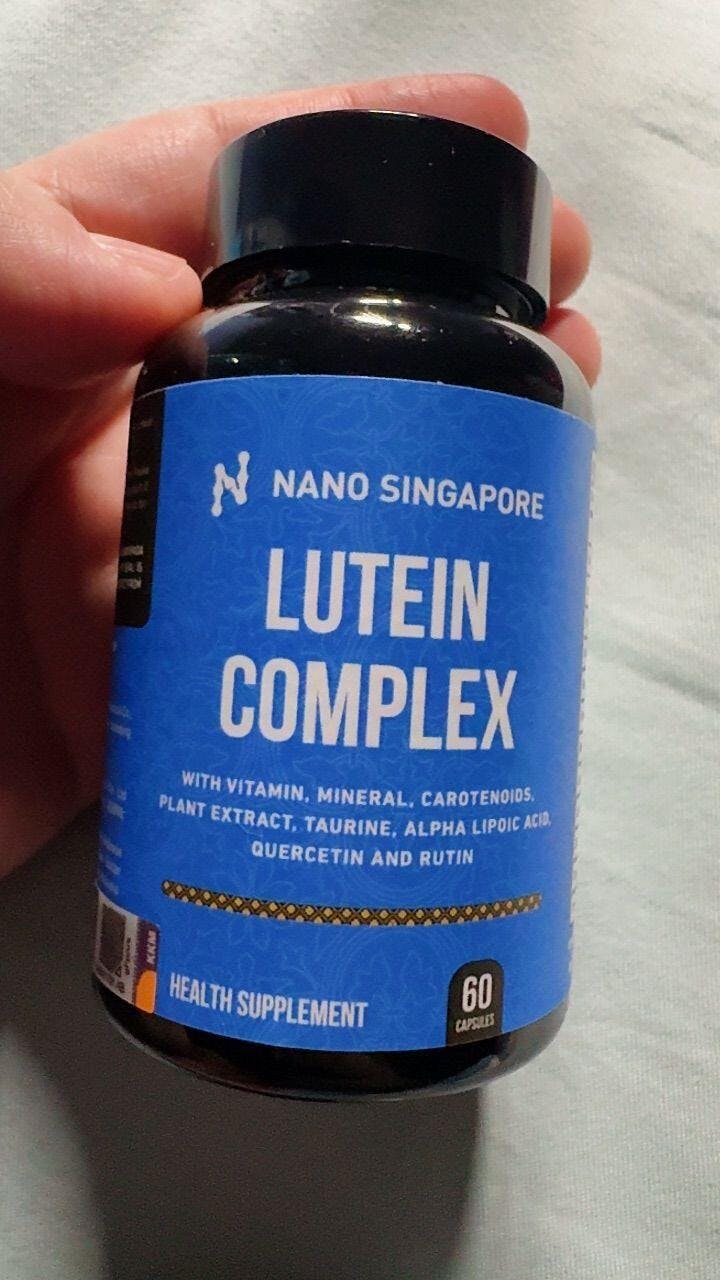 NANO SINGAPORE
LUTEIN
COMPLEX
WITH VITAMIN, MINERAL, CAROTENOIDS,
PLANT EXTRACT, TAURINE, ALPHA LIPOIC ACID,
QUERCETIN AND RUTIN
HEALTH SUPPLEMENT
60
CAPSULES
KKM